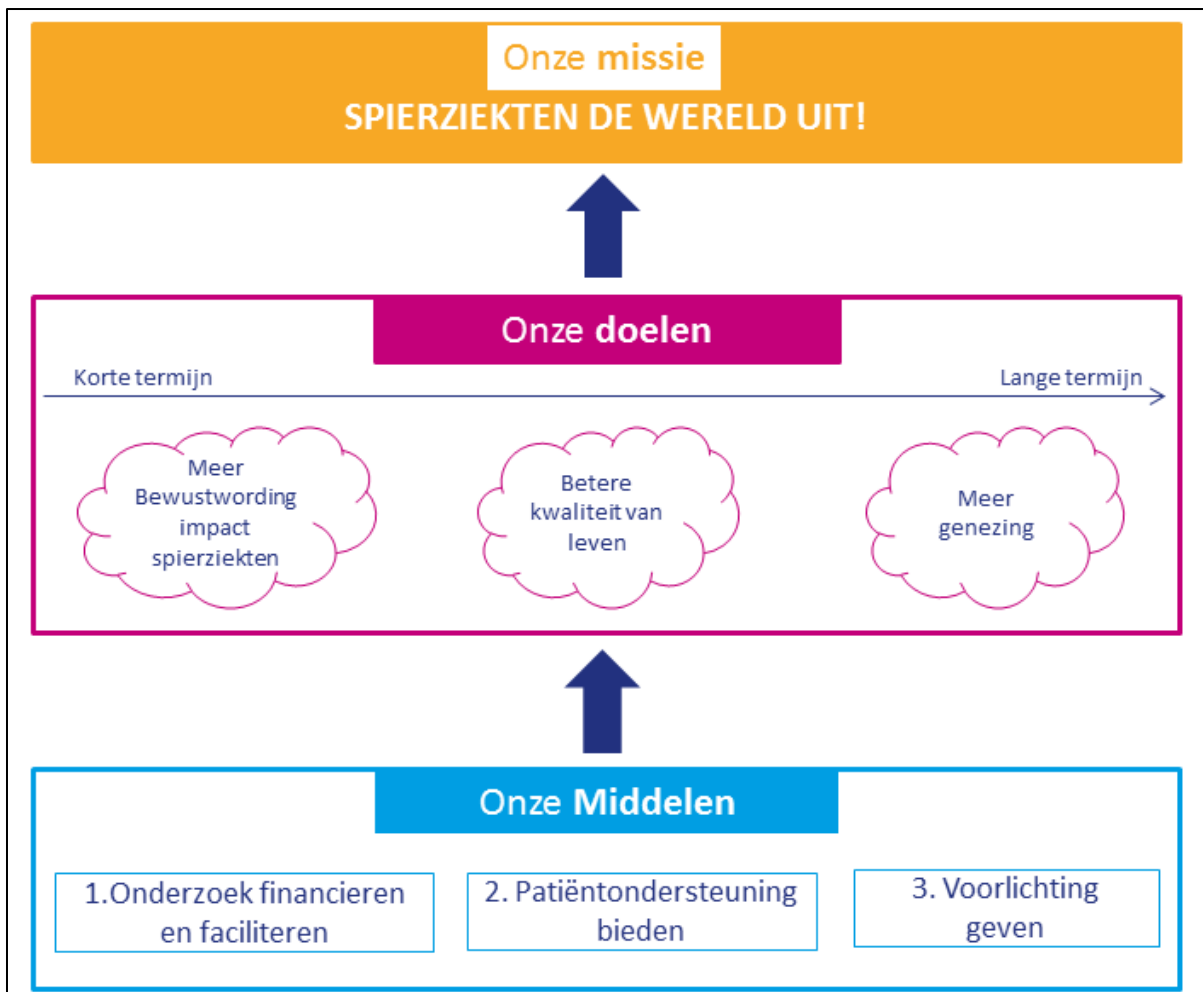 Onze missie
SPIERZIEKTEN DE WERELD UIT!
Onze doelen
Korte termijn
Lange termijn
Meer
Bewustwording
impact
spierziekten
Betere
kwaliteit van
leven
Meer
genezing
Onze Middelen
1.Onderzoek financieren
en faciliteren
2. Patiëntondersteuning
bieden
3. Voorlichting
geven